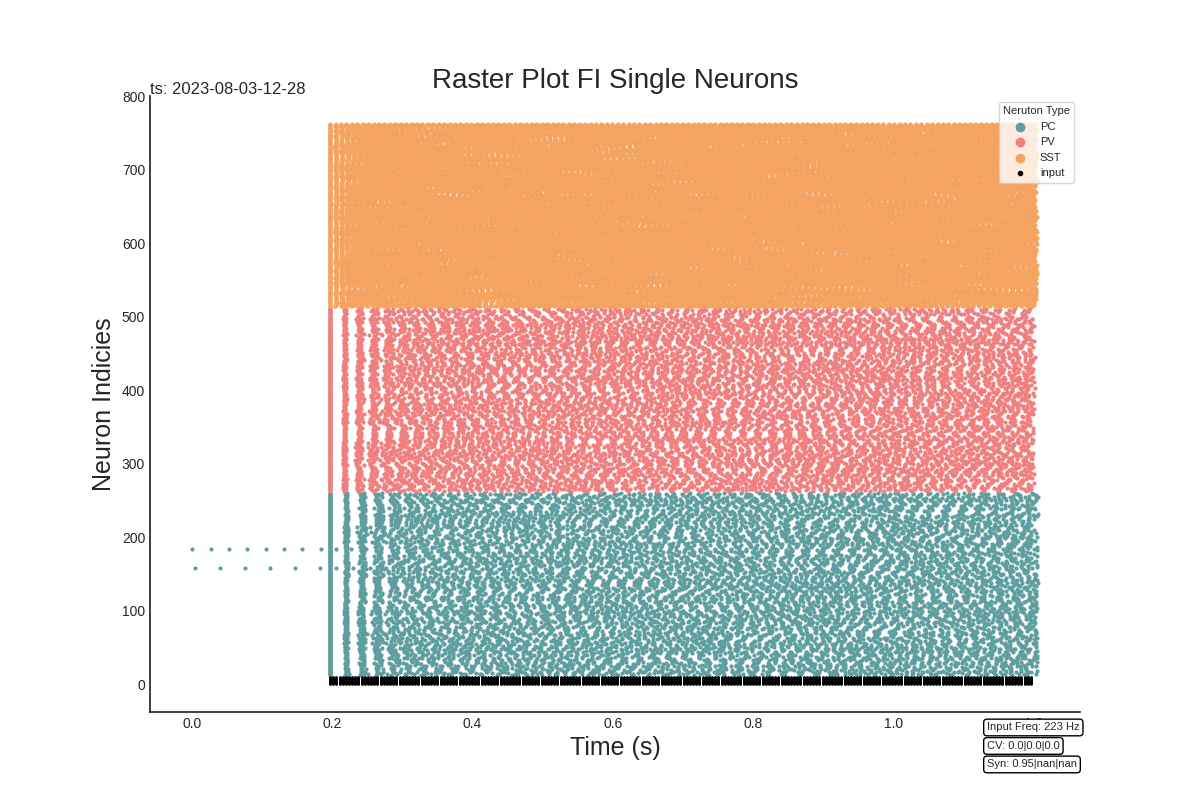 Raster Plot FI Single Neurons
ts: 2023-08-03-12-28
800
700
600
500
400
300
200
100
0
Neuron Indicies
Neruton Type
PC
PV
SST
input
0.0 0.2 0.4 0.6 0.8 1.0
Time (s)
Input Freq: 223 Hz
CV: 0.0|0.0|0.0
Syn: 0.95|nan|nan